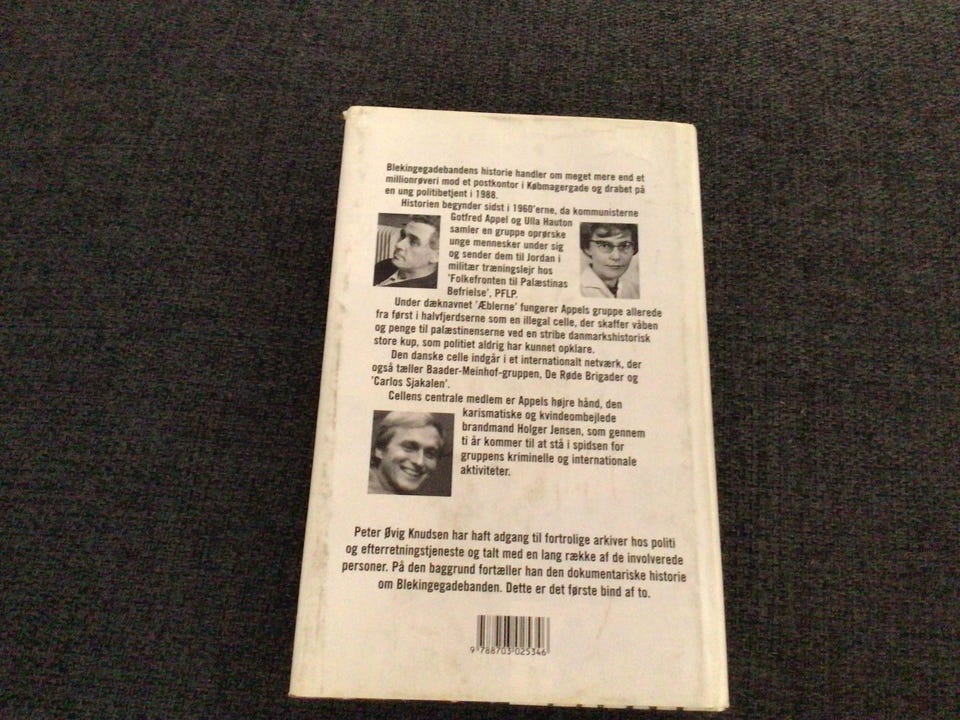 Blekingegadebandens historie handler om meget mere end et
millionrøveri mod et postkontor i Købmagergade og drabet på
en ung politibetjent i 1988.
Historien begynder sidst i 1960'erne, da kommunisterne
Gotfred Appel og Ulla Hauton
samler en gruppe oprørske
unge mennesker under sig
og sender dem til Jordan i
militær træningslejr hos
'Folkefronten til Palæstinas
Befrielse', PFLP.
Under dæknavnet 'Æblerne' fungerer Appels gruppe allerede
fra først i halvfjerdserne som en illegal celle, der skaffer våben
og penge til palæstinenserne ved en stribe danmarkshistorisk
store kup, som politiet aldrig har kunnet opklare.
Den danske celle indgår i et internationalt netværk, der
også tæller Baader-Meinhof-gruppen, De Røde Brigader og
'Carlos Sjakalen'.
Cellens centrale medlem er Appels højre hånd, den
karismatiske og kvindeombejlede
brandmand Holger Jensen, som gennem
ti år kommer til at stå i spidsen for
gruppens kriminelle og internationale
aktiviteter.
Peter Øvig Knudsen har haft adgang til fortrolige arkiver hos politi
og efterretningstjeneste og talt med en lang række af de involverede
personer. På den baggrund fortæller han den dokumentariske historie
om Blekingegadebanden. Dette er det første bind af to.
9 788703 025346